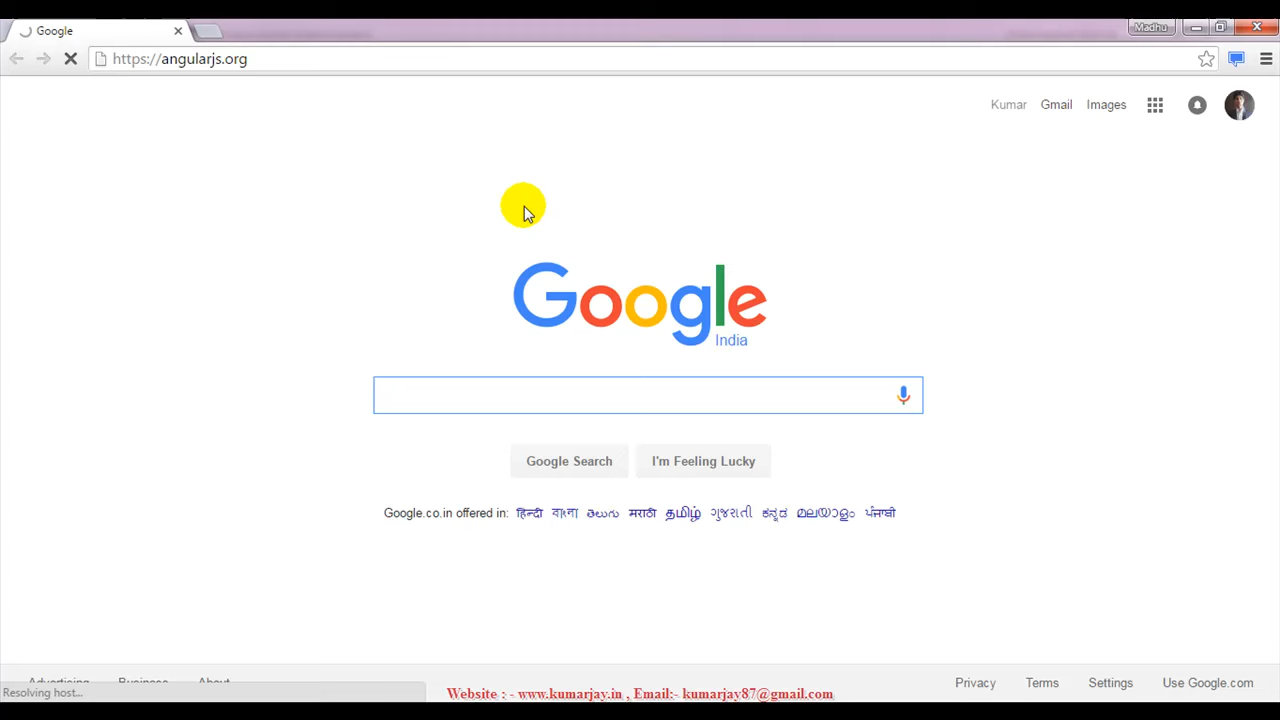 Google
Madhu
https://angularjs.org
Kumar Gmail Images
Google
India
Google Search I'm Feeling Lucky
Google.co.in offered in: हिन्दी বাংলা తెలుగు मराठी தமிழ் ગુજરાતી ಕನ್ನಡ മലയാളം ਪੰਜਾਬੀ
Advertising Business About
Privacy Terms Settings Use Google.com
Resolving host...
Website : - www.kumarjay.in , Email:- kumarjay87@gmail.com